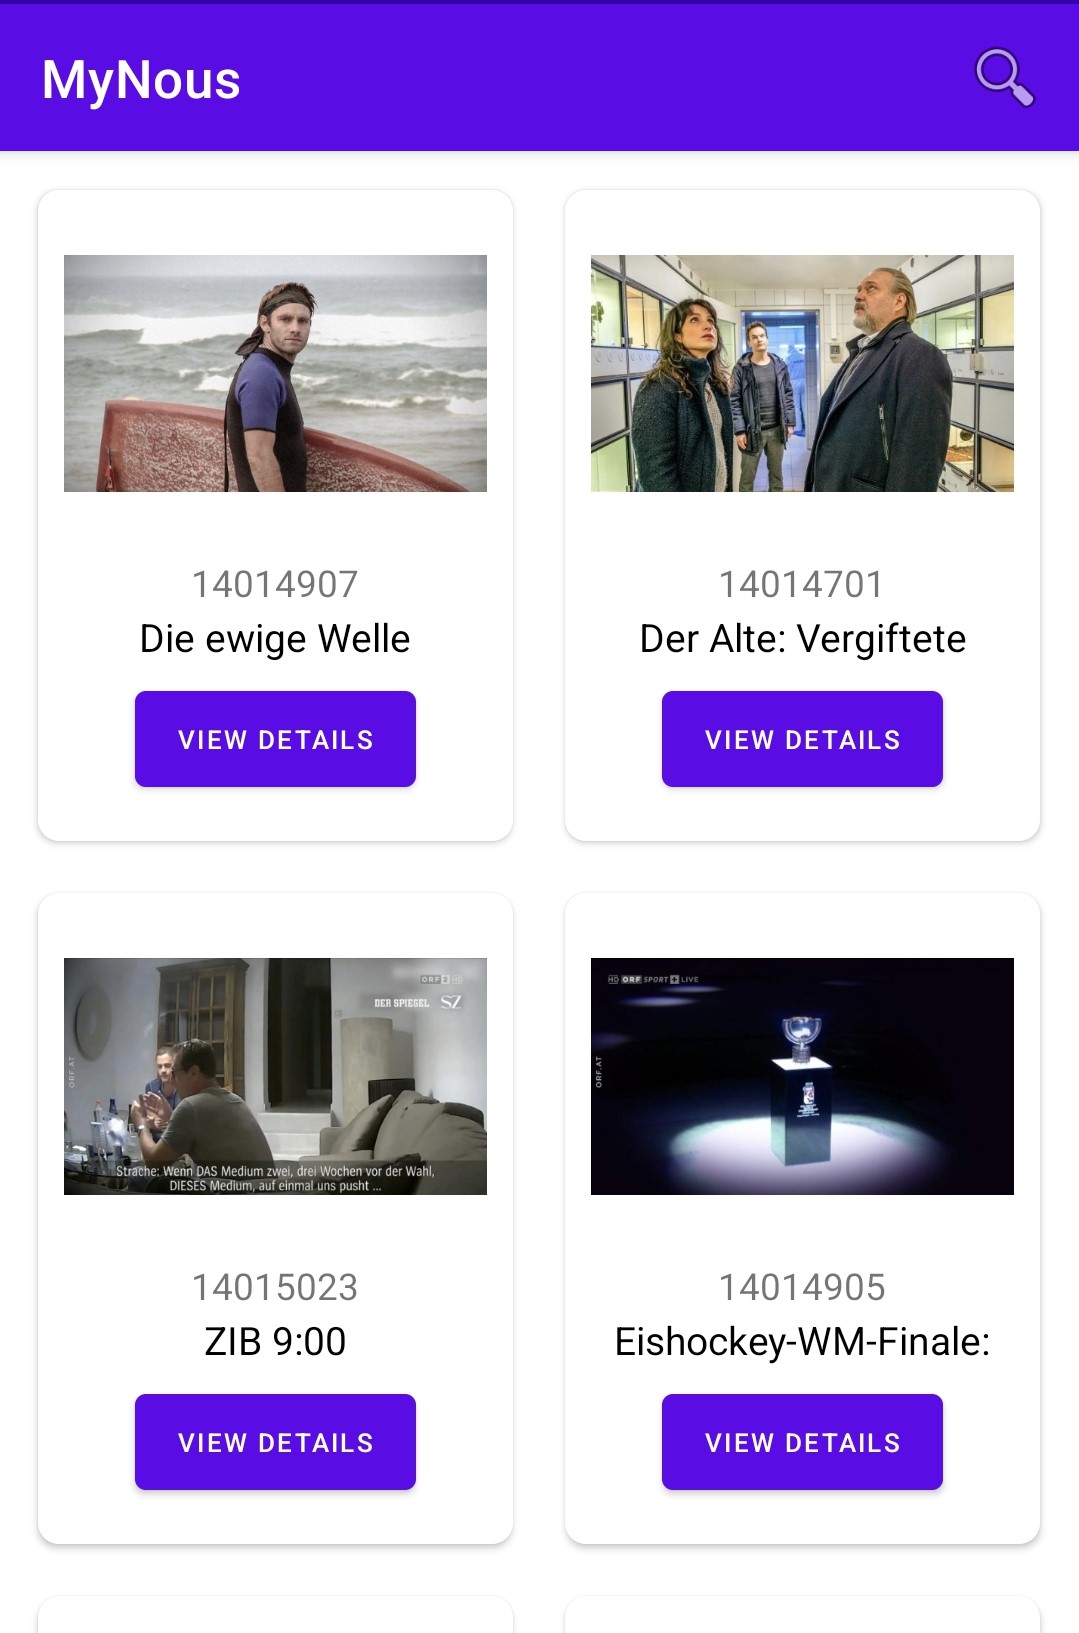 MyNous
14014907
Die ewige Welle
VIEW DETAILS
14014701
Der Alte: Vergiftete
VIEW DETAILS
ORF 2 HD
DER SPIEGEL SZ
ORF.AT
Strache: Wenn DAS Medium zwei, drei Wochen vor der Wahl,
DIESES Medium, auf einmal uns pusht ...
14015023
ZIB 9:00
VIEW DETAILS
HD ORF SPORT + LIVE
ORF.AT
14014905
Eishockey-WM-Finale:
VIEW DETAILS